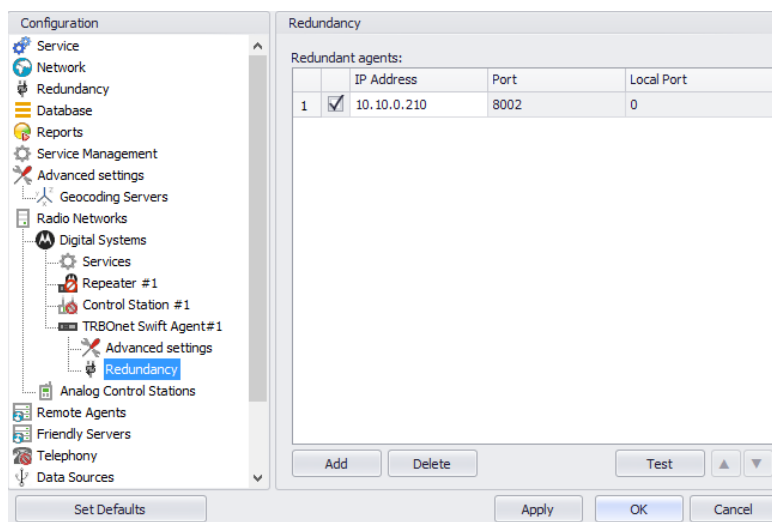 Configuration
Service
Network
Redundancy
Database
Reports
Service Management
Advanced settings
Geocoding Servers
Radio Networks
Digital Systems
Services
Repeater #1
Control Station #1
TRBOnet Swift Agent#1
Advanced settings
Redundancy
Analog Control Stations
Remote Agents
Friendly Servers
Telephony
Data Sources
Set Defaults
Redundancy
Redundant agents:
IP Address Port Local Port
1 10.10.0.210 8002 0
Add Delete Test
Apply OK Cancel